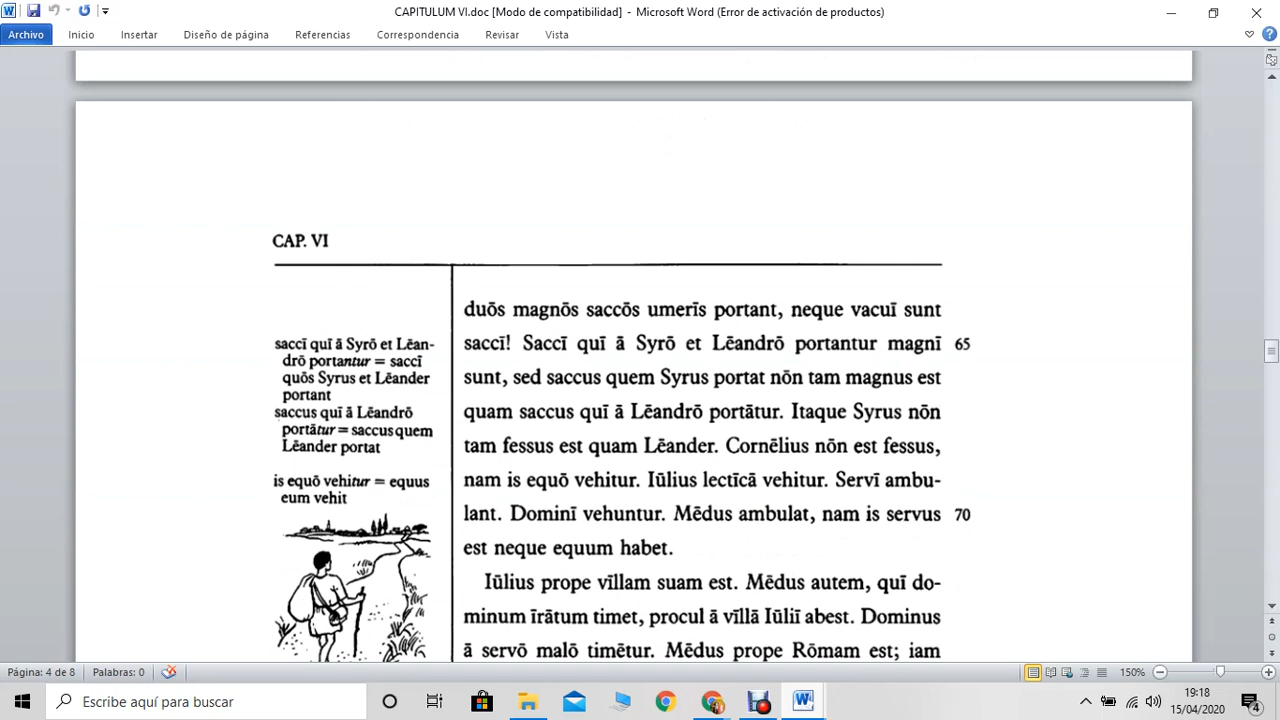 CAPITULUM VI.doc [Modo de compatibilidad] - Microsoft Word (Error de activación de productos)
Archivo Inicio Insertar Diseño de página Referencias Correspondencia Revisar Vista
CAP. VI
saccī quī ā Syrō et Lēan-
drō portantur = saccī
quōs Syrus et Lēander
portant
saccus quī ā Lēandrō
portātur = saccus quem
Lēander portat
is equō vehitur = equus
eum vehit
duōs magnōs saccōs umerīs portant, neque vacuī sunt
saccī! Saccī quī ā Syrō et Lēandrō portantur magnī 65
sunt, sed saccus quem Syrus portat nōn tam magnus est
quam saccus quī ā Lēandrō portātur. Itaque Syrus nōn
tam fessus est quam Lēander. Cornēlius nōn est fessus,
nam is equō vehitur. Iūlius lectīcā vehitur. Servī ambu-
lant. Dominī vehuntur. Mēdus ambulat, nam is servus 70
est neque equum habet.
Iūlius prope vīllam suam est. Mēdus autem, quī do-
minum īrātum timet, procul ā vīllā Iūliī abest. Dominus
ā servō malō timētur. Mēdus prope Rōmam est; iam
Página: 4 de 8 Palabras: 0 150%
Escribe aquí para buscar 9:18
15/04/2020 4